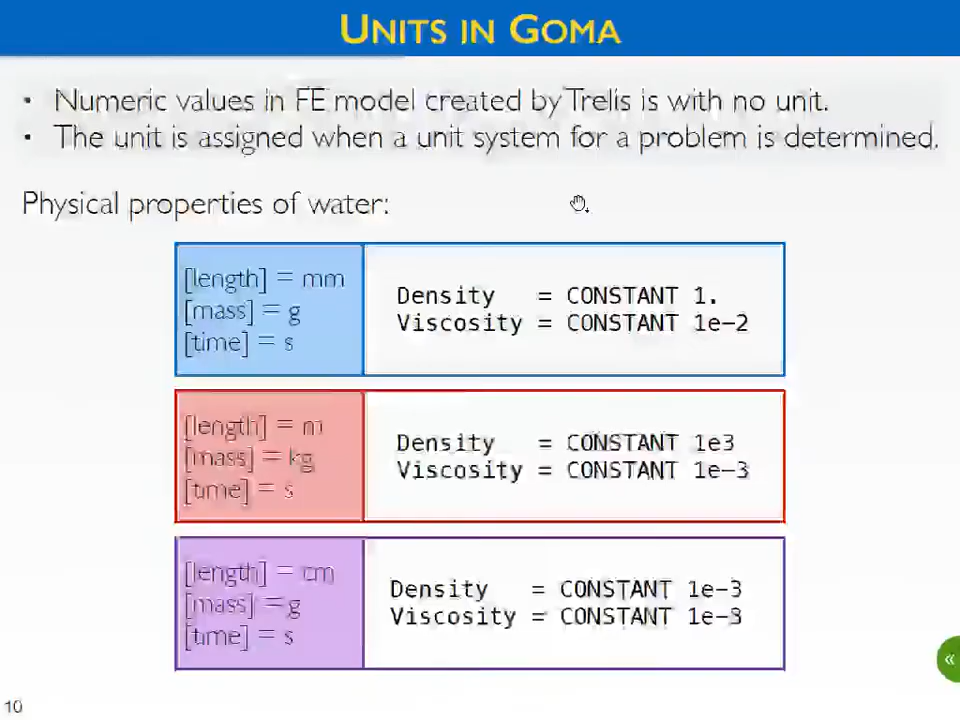 UNITS IN GOMA
• Numeric values in FE model created by Trelis is with no unit.
• The unit is assigned when a unit system for a problem is determined.
Physical properties of water:
[length] = mm
[mass] = g
[time] = s
Density = CONSTANT 1.
Viscosity = CONSTANT 1e-2
[length] = m
[mass] = kg
[time] = s
Density = CONSTANT 1e3
Viscosity = CONSTANT 1e-3
[length] = cm
[mass] = g
[time] = s
Density = CONSTANT 1e-3
Viscosity = CONSTANT 1e-3
«
10